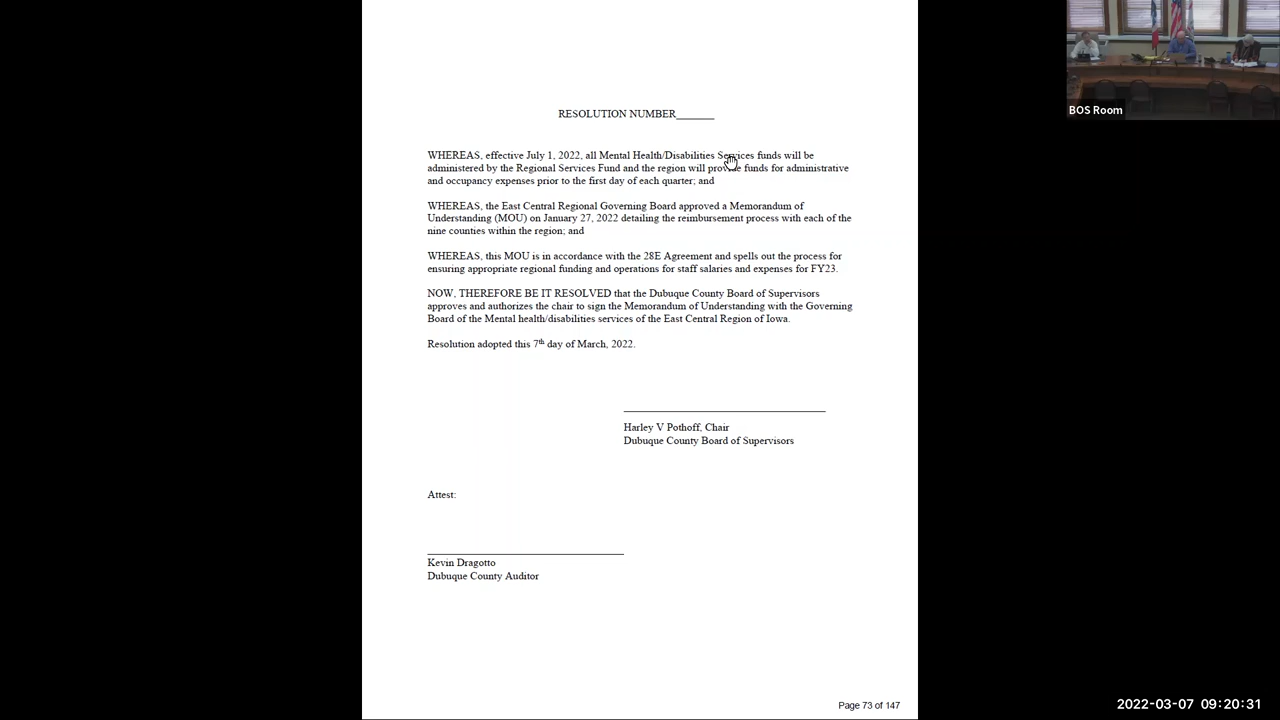 RESOLUTION NUMBER_______
WHEREAS, effective July 1, 2022, all Mental Health/Disabilities Services funds will be
administered by the Regional Services Fund and the region will provide funds for administrative
and occupancy expenses prior to the first day of each quarter; and
WHEREAS, the East Central Regional Governing Board approved a Memorandum of
Understanding (MOU) on January 27, 2022 detailing the reimbursement process with each of the
nine counties within the region; and
WHEREAS, this MOU is in accordance with the 28E Agreement and spells out the process for
ensuring appropriate regional funding and operations for staff salaries and expenses for FY23.
NOW, THEREFORE BE IT RESOLVED that the Dubuque County Board of Supervisors
approves and authorizes the chair to sign the Memorandum of Understanding with the Governing
Board of the Mental health/disabilities services of the East Central Region of Iowa.
Resolution adopted this 7th day of March, 2022.
Harley V Pothoff, Chair
Dubuque County Board of Supervisors
Attest:
Kevin Dragotto
Dubuque County Auditor
Page 73 of 147
BOS Room
2022-03-07 09:20:31